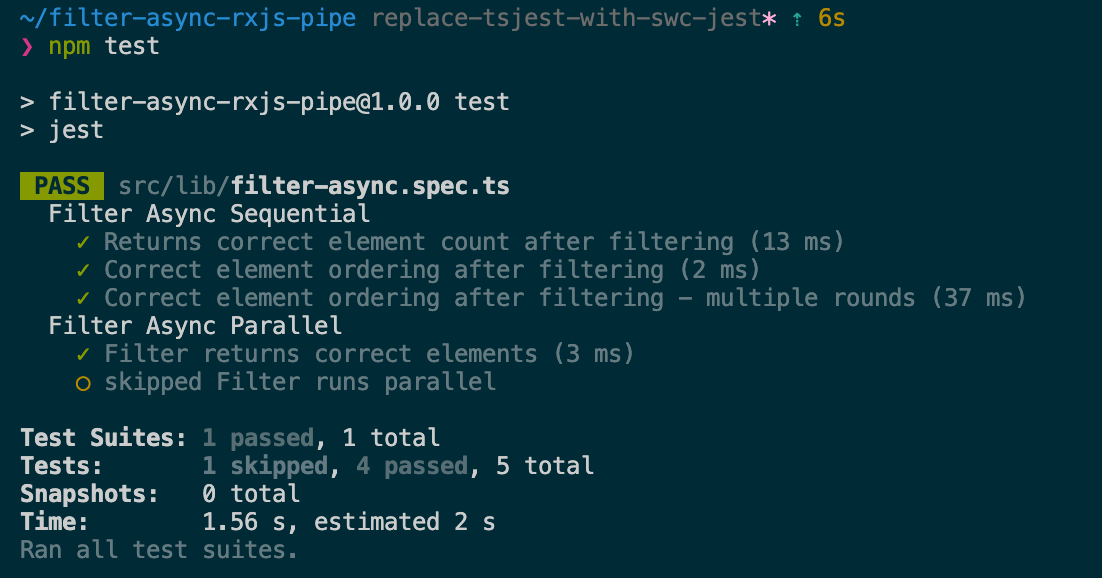 ~/filter-async-rxjs-pipe replace-tsjest-with-swc-jest* ⇡ 6s
❯ npm test
> filter-async-rxjs-pipe@1.0.0 test
> jest
PASS src/lib/filter-async.spec.ts
Filter Async Sequential
✓ Returns correct element count after filtering (13 ms)
✓ Correct element ordering after filtering (2 ms)
✓ Correct element ordering after filtering - multiple rounds (37 ms)
Filter Async Parallel
✓ Filter returns correct elements (3 ms)
○ skipped Filter runs parallel
Test Suites: 1 passed, 1 total
Tests: 1 skipped, 4 passed, 5 total
Snapshots: 0 total
Time: 1.56 s, estimated 2 s
Ran all test suites.